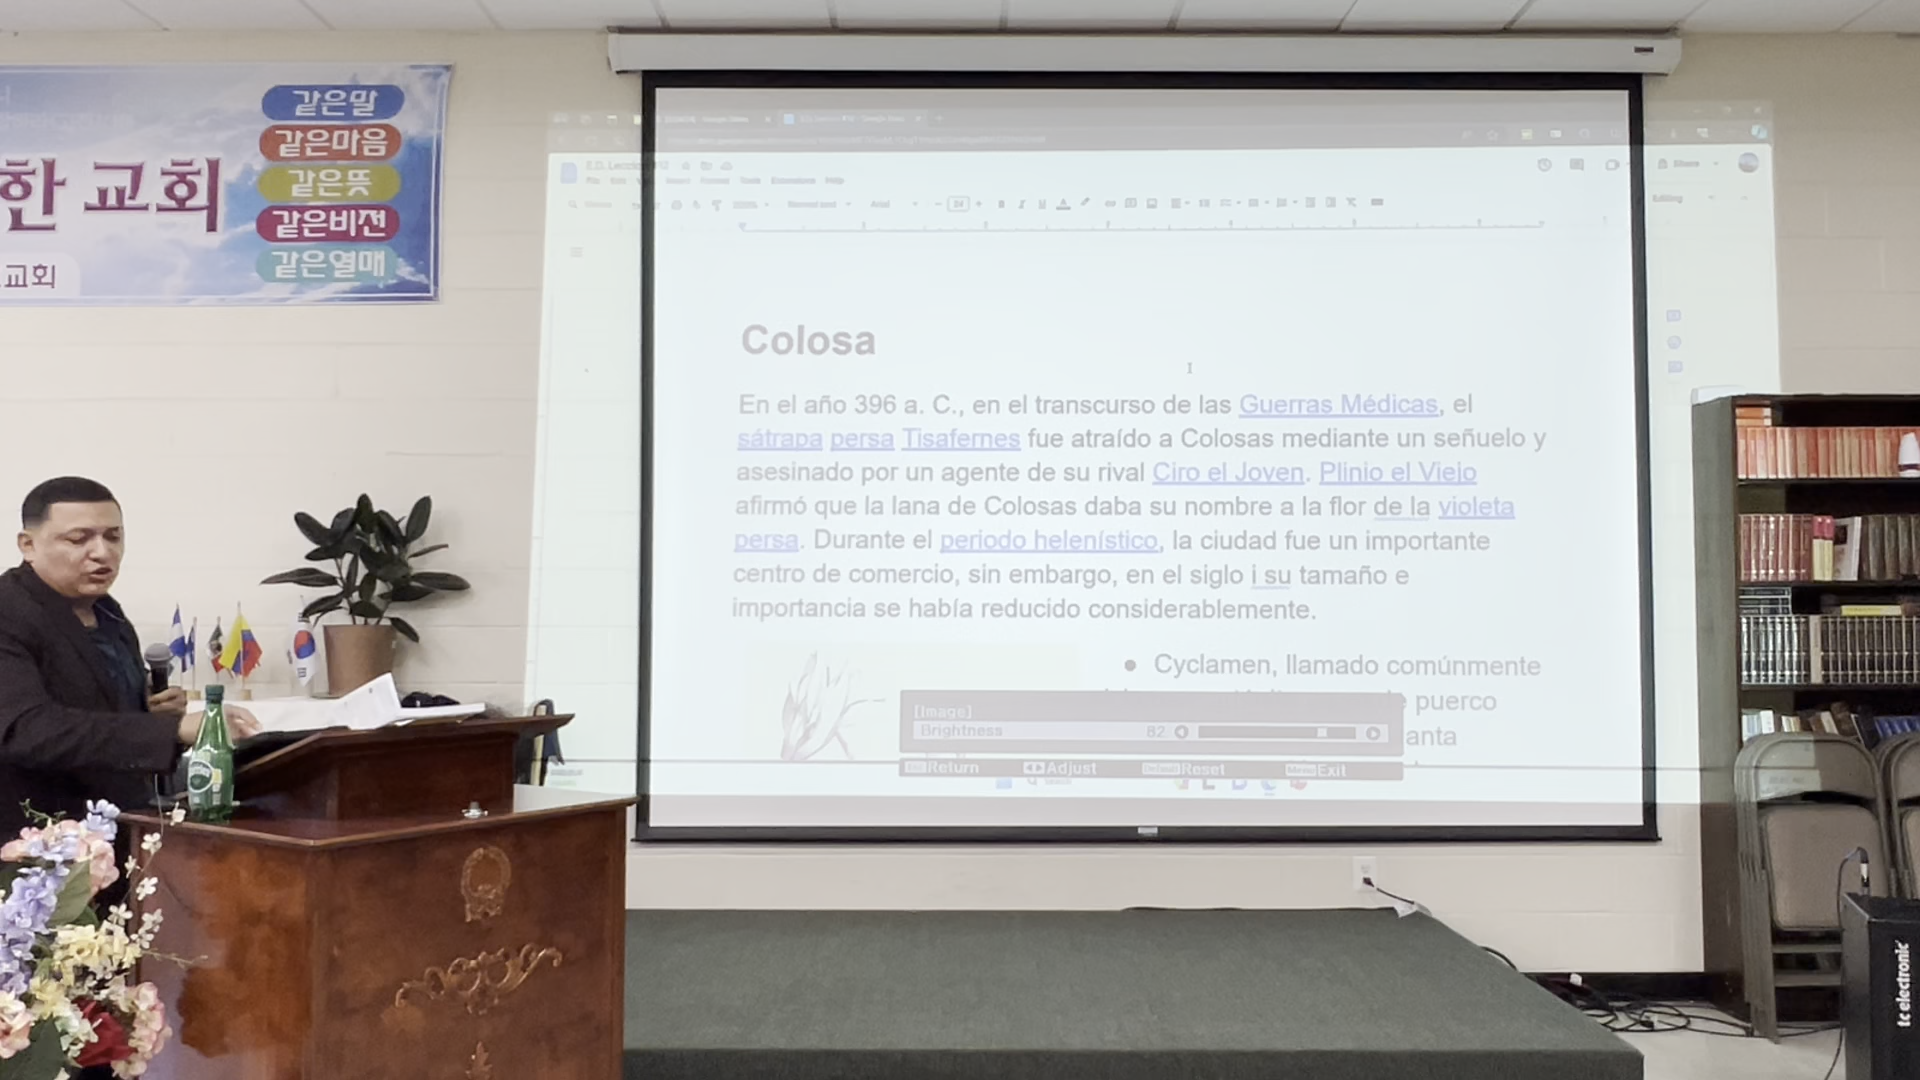 같은말
같은마음
한 교회
같은뜻
같은비전
같은열매
교회
E.D. Leccion #12
Share
Editing
Colosa
En el año 396 a. C., en el transcurso de las Guerras Médicas, el
sátrapa persa Tisafernes fue atraído a Colosas mediante un señuelo y
asesinado por un agente de su rival Ciro el Joven. Plinio el Viejo
afirmó que la lana de Colosas daba su nombre a la flor de la violeta
persa. Durante el periodo helenístico, la ciudad fue un importante
centro de comercio, sin embargo, en el siglo i su tamaño e
importancia se había reducido considerablemente.
● Cyclamen, llamado comúnmente
puerco
anta
[Image]
Brightness 82
Return Adjust Reset Exit
tc electronic